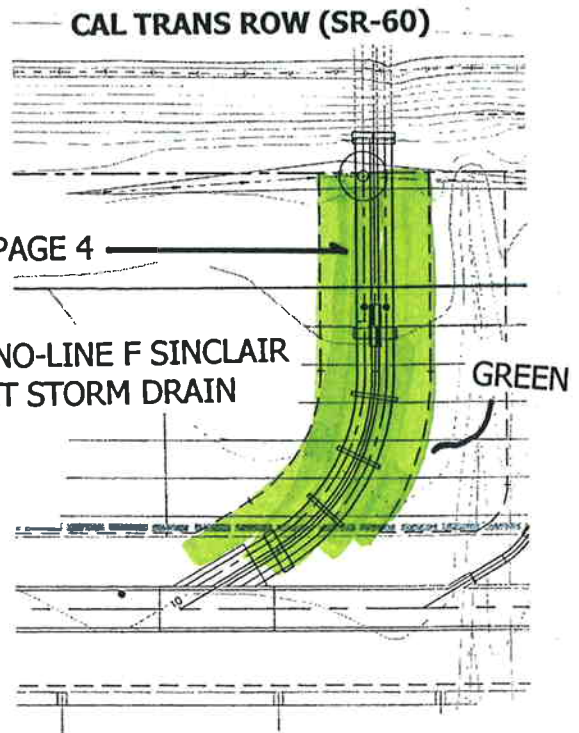 CAL TRANS ROW (SR-60)
PAGE 4
NO-LINE F SINCLAIR
T STORM DRAIN
GREEN
10